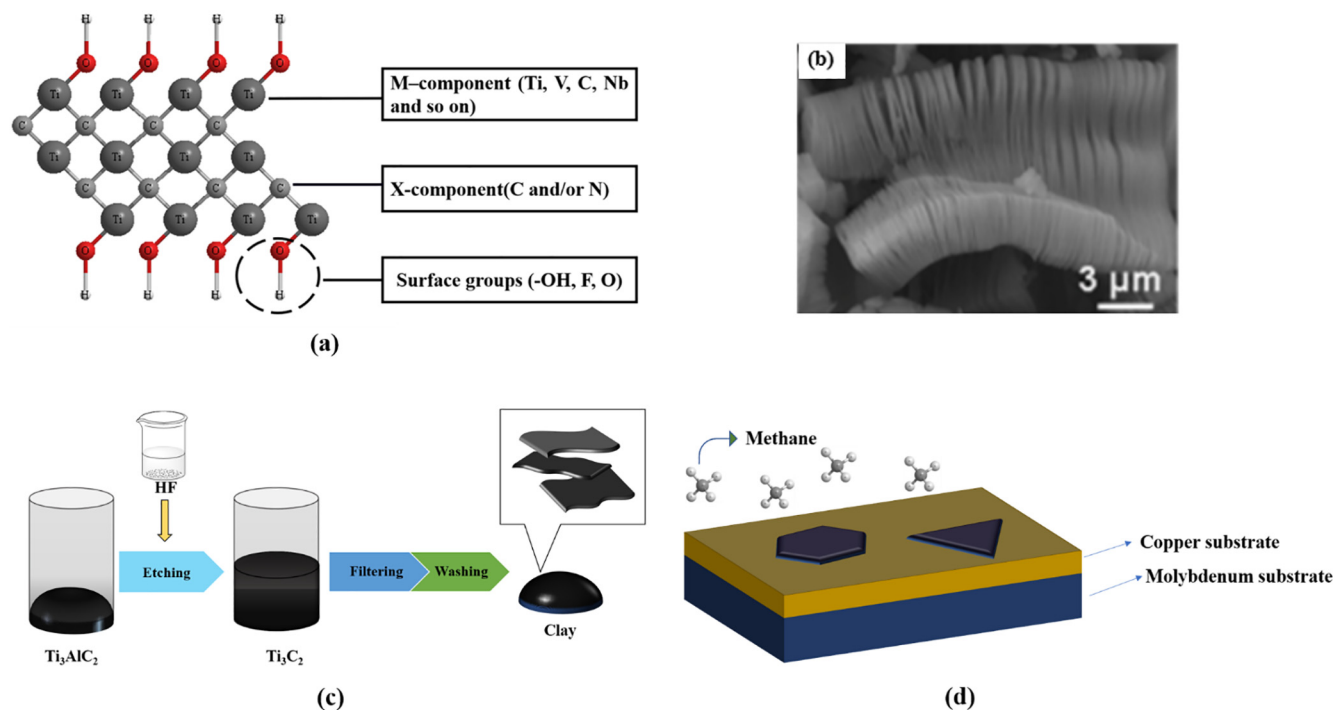 H H H H
O O O O
Ti Ti Ti Ti
C C C C
Ti Ti Ti Ti
C C C C
Ti Ti Ti Ti
O O O O
H H H H
M–component (Ti, V, C, Nb
and so on)
X-component(C and/or N)
Surface groups (-OH, F, O)
(a)
(b)
3 µm
HF
Etching
Filtering
Washing
Ti₃AlC₂
Ti₃C₂
Clay
(c)
Methane
Copper substrate
Molybdenum substrate
(d)